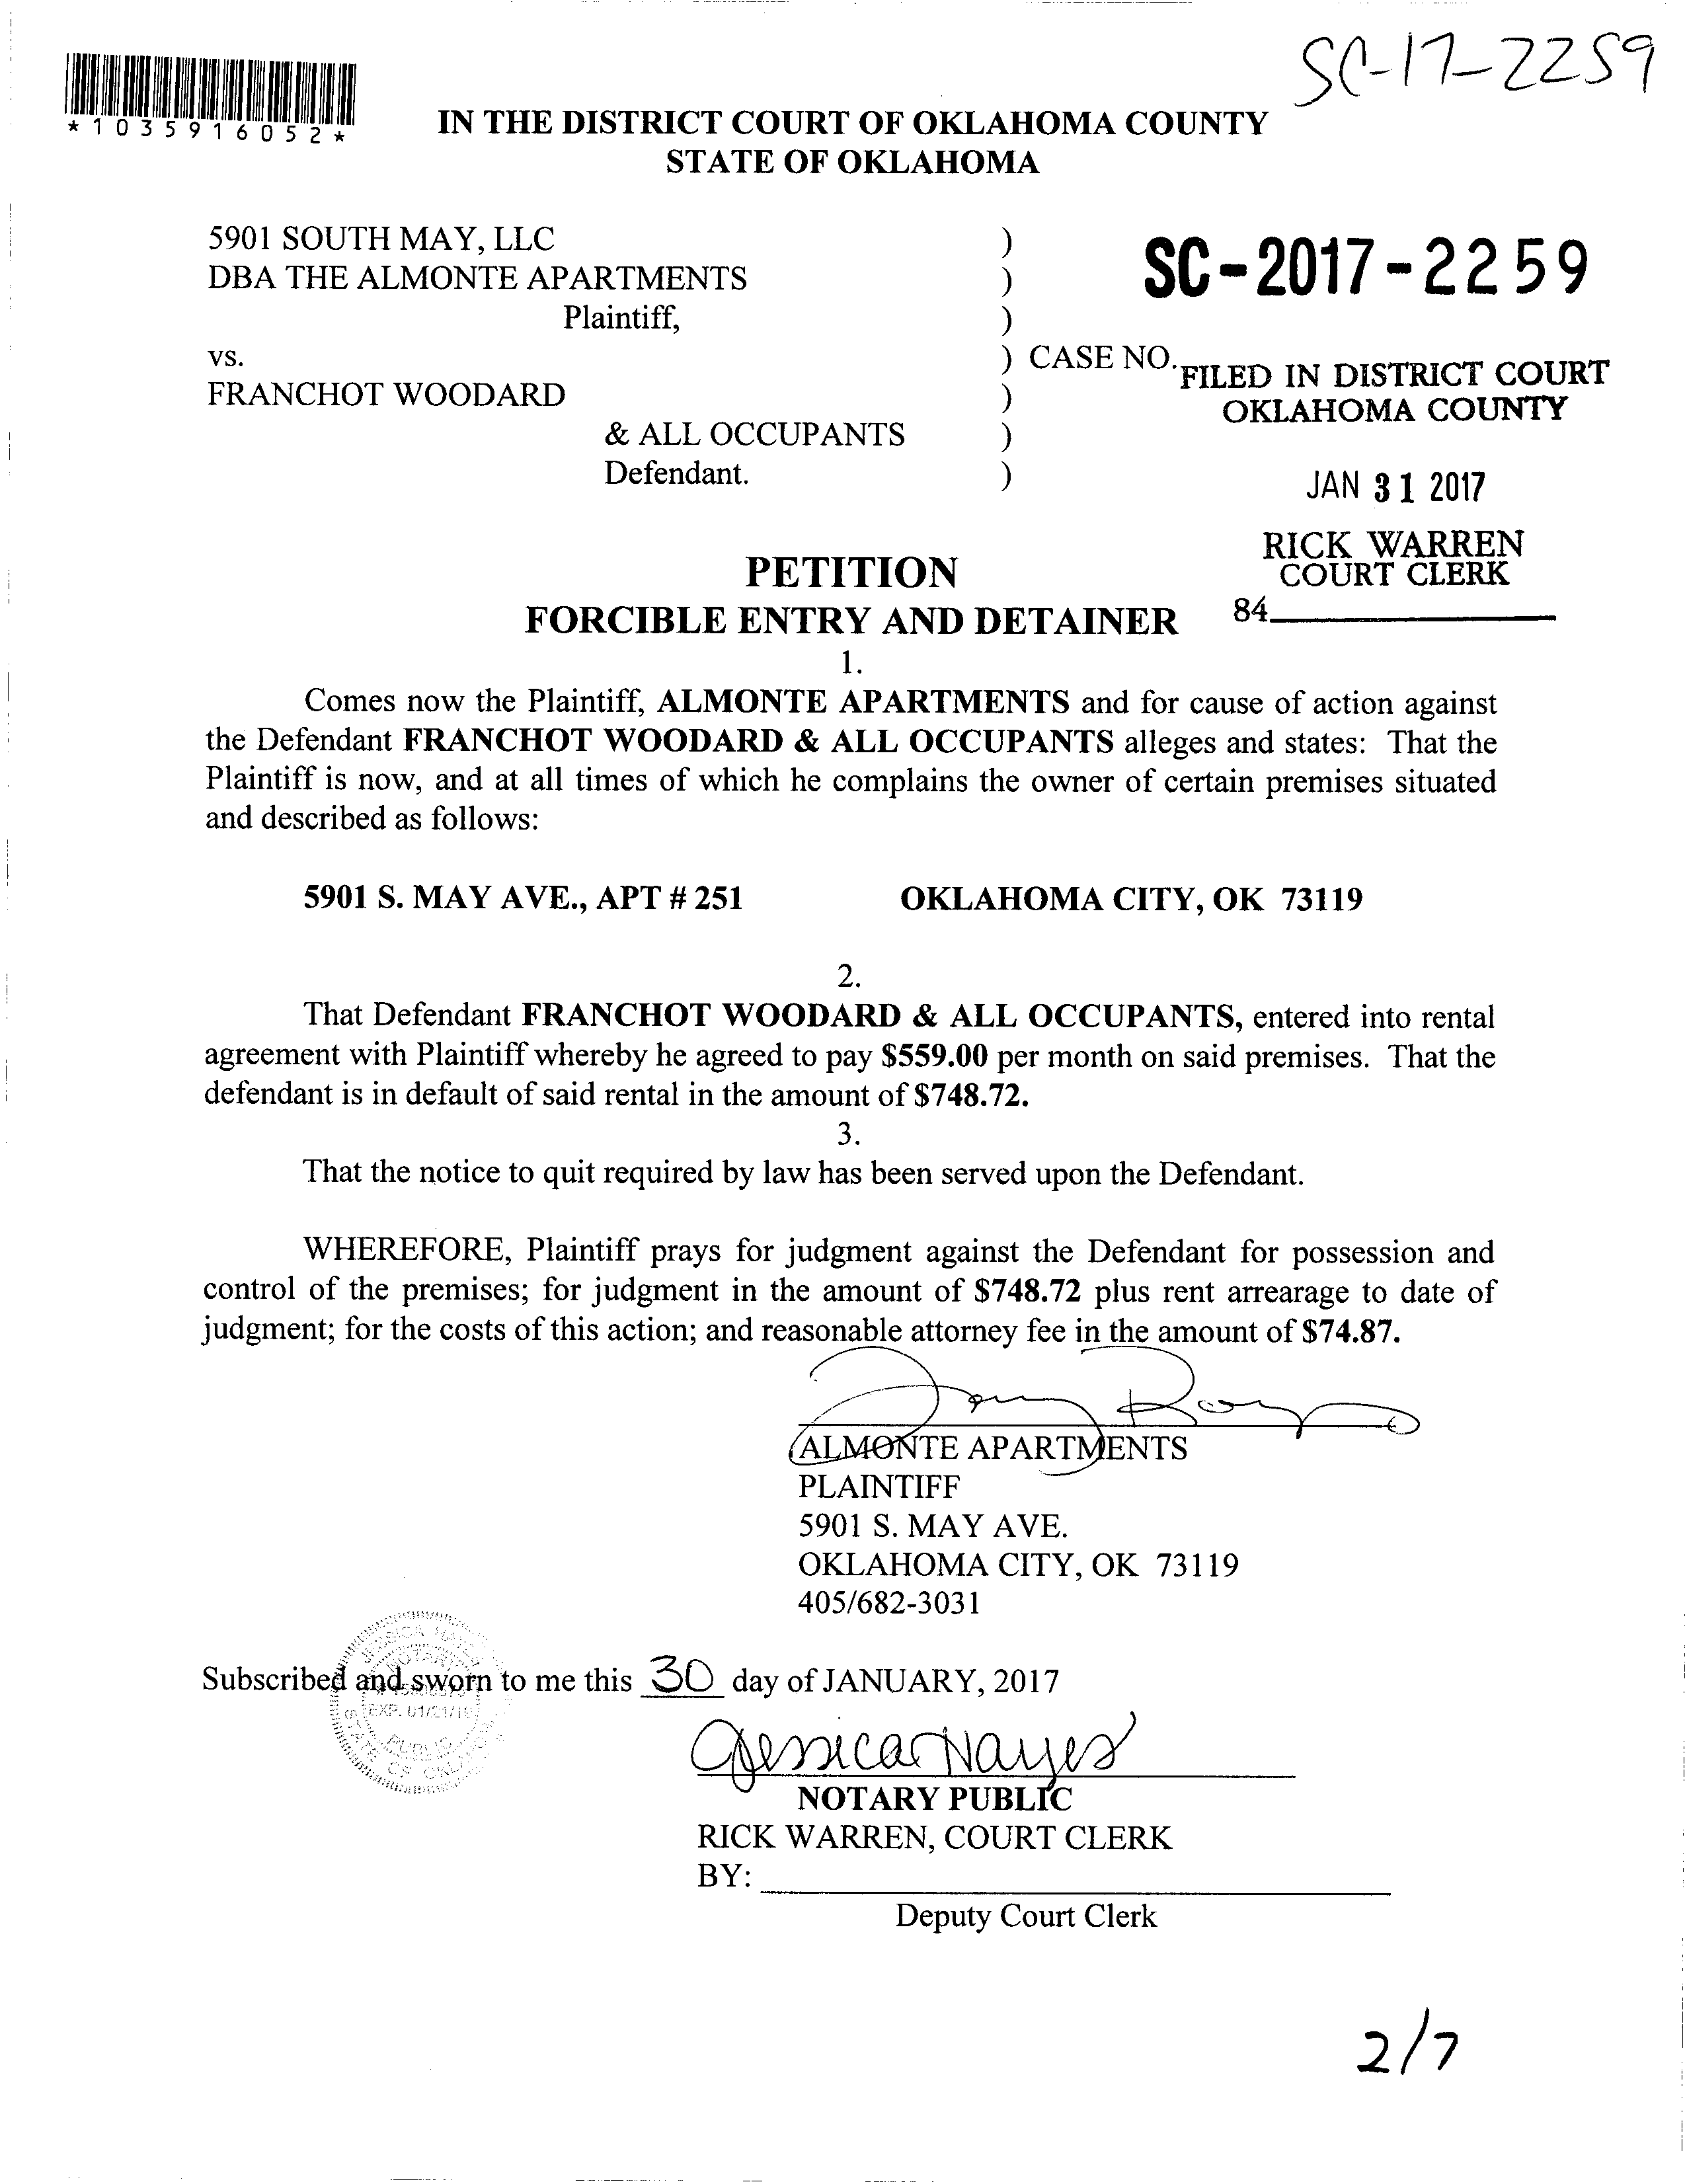 SC-17-2259
*1035916052*
IN THE DISTRICT COURT OF OKLAHOMA COUNTY
STATE OF OKLAHOMA
5901 SOUTH MAY, LLC )
DBA THE ALMONTE APARTMENTS ) SC-2017-2259
Plaintiff, )
vs. ) CASE NO.
FILED IN DISTRICT COURT
FRANCHOT WOODARD )
OKLAHOMA COUNTY
& ALL OCCUPANTS )
Defendant. )
JAN 31 2017
RICK WARREN
COURT CLERK
84
PETITION
FORCIBLE ENTRY AND DETAINER
1.
Comes now the Plaintiff, ALMONTE APARTMENTS and for cause of action against
the Defendant FRANCHOT WOODARD & ALL OCCUPANTS alleges and states: That the
Plaintiff is now, and at all times of which he complains the owner of certain premises situated
and described as follows:
5901 S. MAY AVE., APT # 251 OKLAHOMA CITY, OK 73119
2.
That Defendant FRANCHOT WOODARD & ALL OCCUPANTS, entered into rental
agreement with Plaintiff whereby he agreed to pay $559.00 per month on said premises. That the
defendant is in default of said rental in the amount of $748.72.
3.
That the notice to quit required by law has been served upon the Defendant.
WHEREFORE, Plaintiff prays for judgment against the Defendant for possession and
control of the premises; for judgment in the amount of $748.72 plus rent arrearage to date of
judgment; for the costs of this action; and reasonable attorney fee in the amount of $74.87.
ALMONTE APARTMENTS
PLAINTIFF
5901 S. MAY AVE.
OKLAHOMA CITY, OK 73119
405/682-3031
Subscribed and sworn to me this 30 day of JANUARY, 2017
Jessica Hayes
NOTARY PUBLIC
RICK WARREN, COURT CLERK
BY:
Deputy Court Clerk
2/7